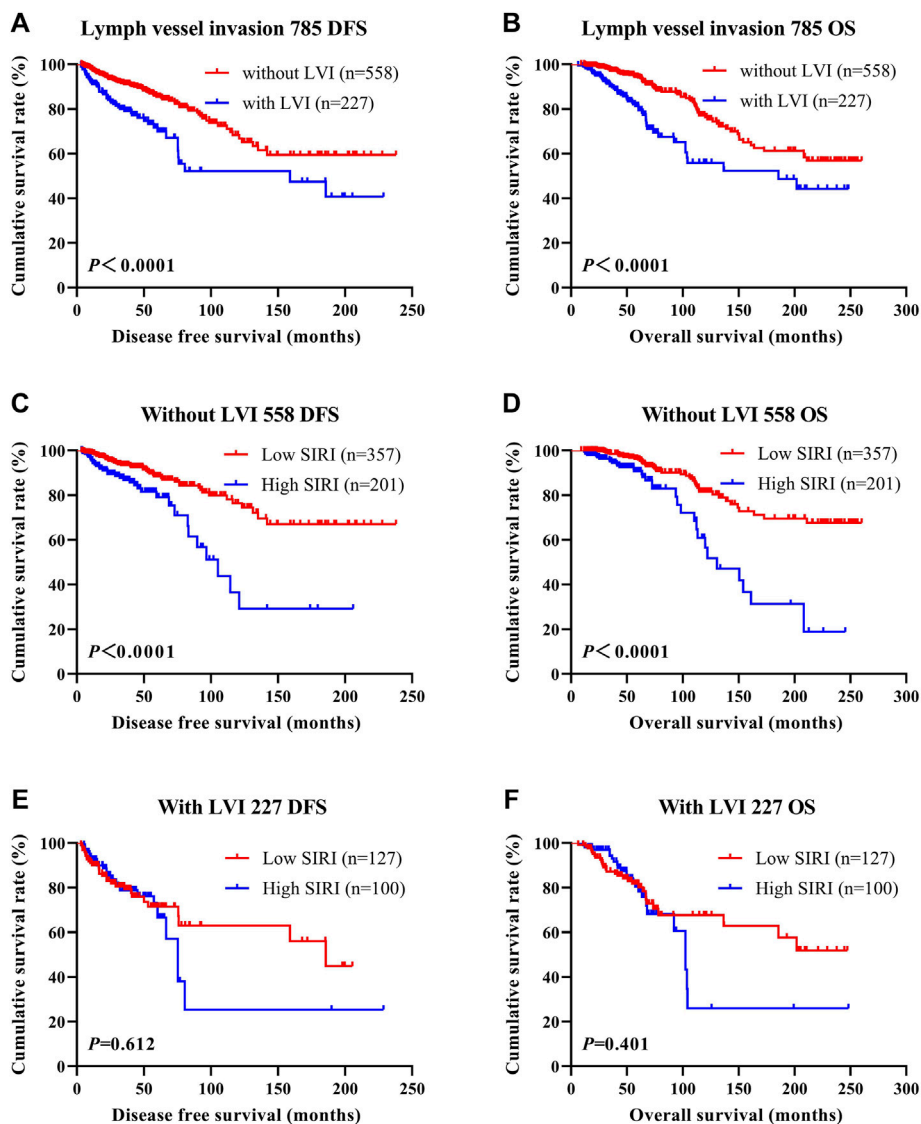 A
Lymph vessel invasion 785 DFS
Cumulative survival rate (%)
100
80
60
40
20
0
without LVI (n=558)
with LVI (n=227)
P<0.0001
0 50 100 150 200 250
Disease free survival (months)
B
Lymph vessel invasion 785 OS
Cumulative survival rate (%)
100
80
60
40
20
0
without LVI (n=558)
with LVI (n=227)
P<0.0001
0 50 100 150 200 250 300
Overall survival (months)
C
Without LVI 558 DFS
Cumulative survival rate (%)
100
80
60
40
20
0
Low SIRI (n=357)
High SIRI (n=201)
P<0.0001
0 50 100 150 200 250
Disease free survival (months)
D
Without LVI 558 OS
Cumulative survival rate (%)
100
80
60
40
20
0
Low SIRI (n=357)
High SIRI (n=201)
P<0.0001
0 50 100 150 200 250 300
Overall survival (months)
E
With LVI 227 DFS
Cumulative survival rate (%)
100
80
60
40
20
0
Low SIRI (n=127)
High SIRI (n=100)
P=0.612
0 50 100 150 200 250
Disease free survival (months)
F
With LVI 227 OS
Cumulative survival rate (%)
100
80
60
40
20
0
Low SIRI (n=127)
High SIRI (n=100)
P=0.401
0 50 100 150 200 250 300
Overall survival (months)